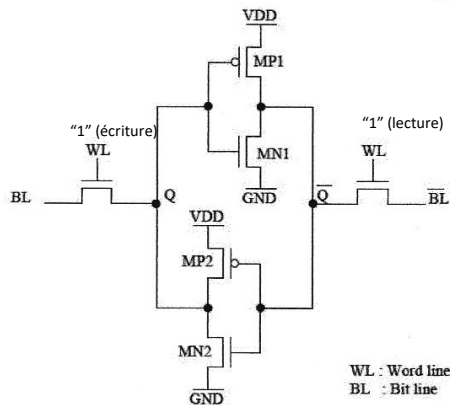 VDD
MP1
"1" (écriture)
WL
MN1
"1" (lecture)
WL
GND
BL
Q
Q
BL
VDD
MP2
MN2
GND
WL : Word line
BL : Bit line